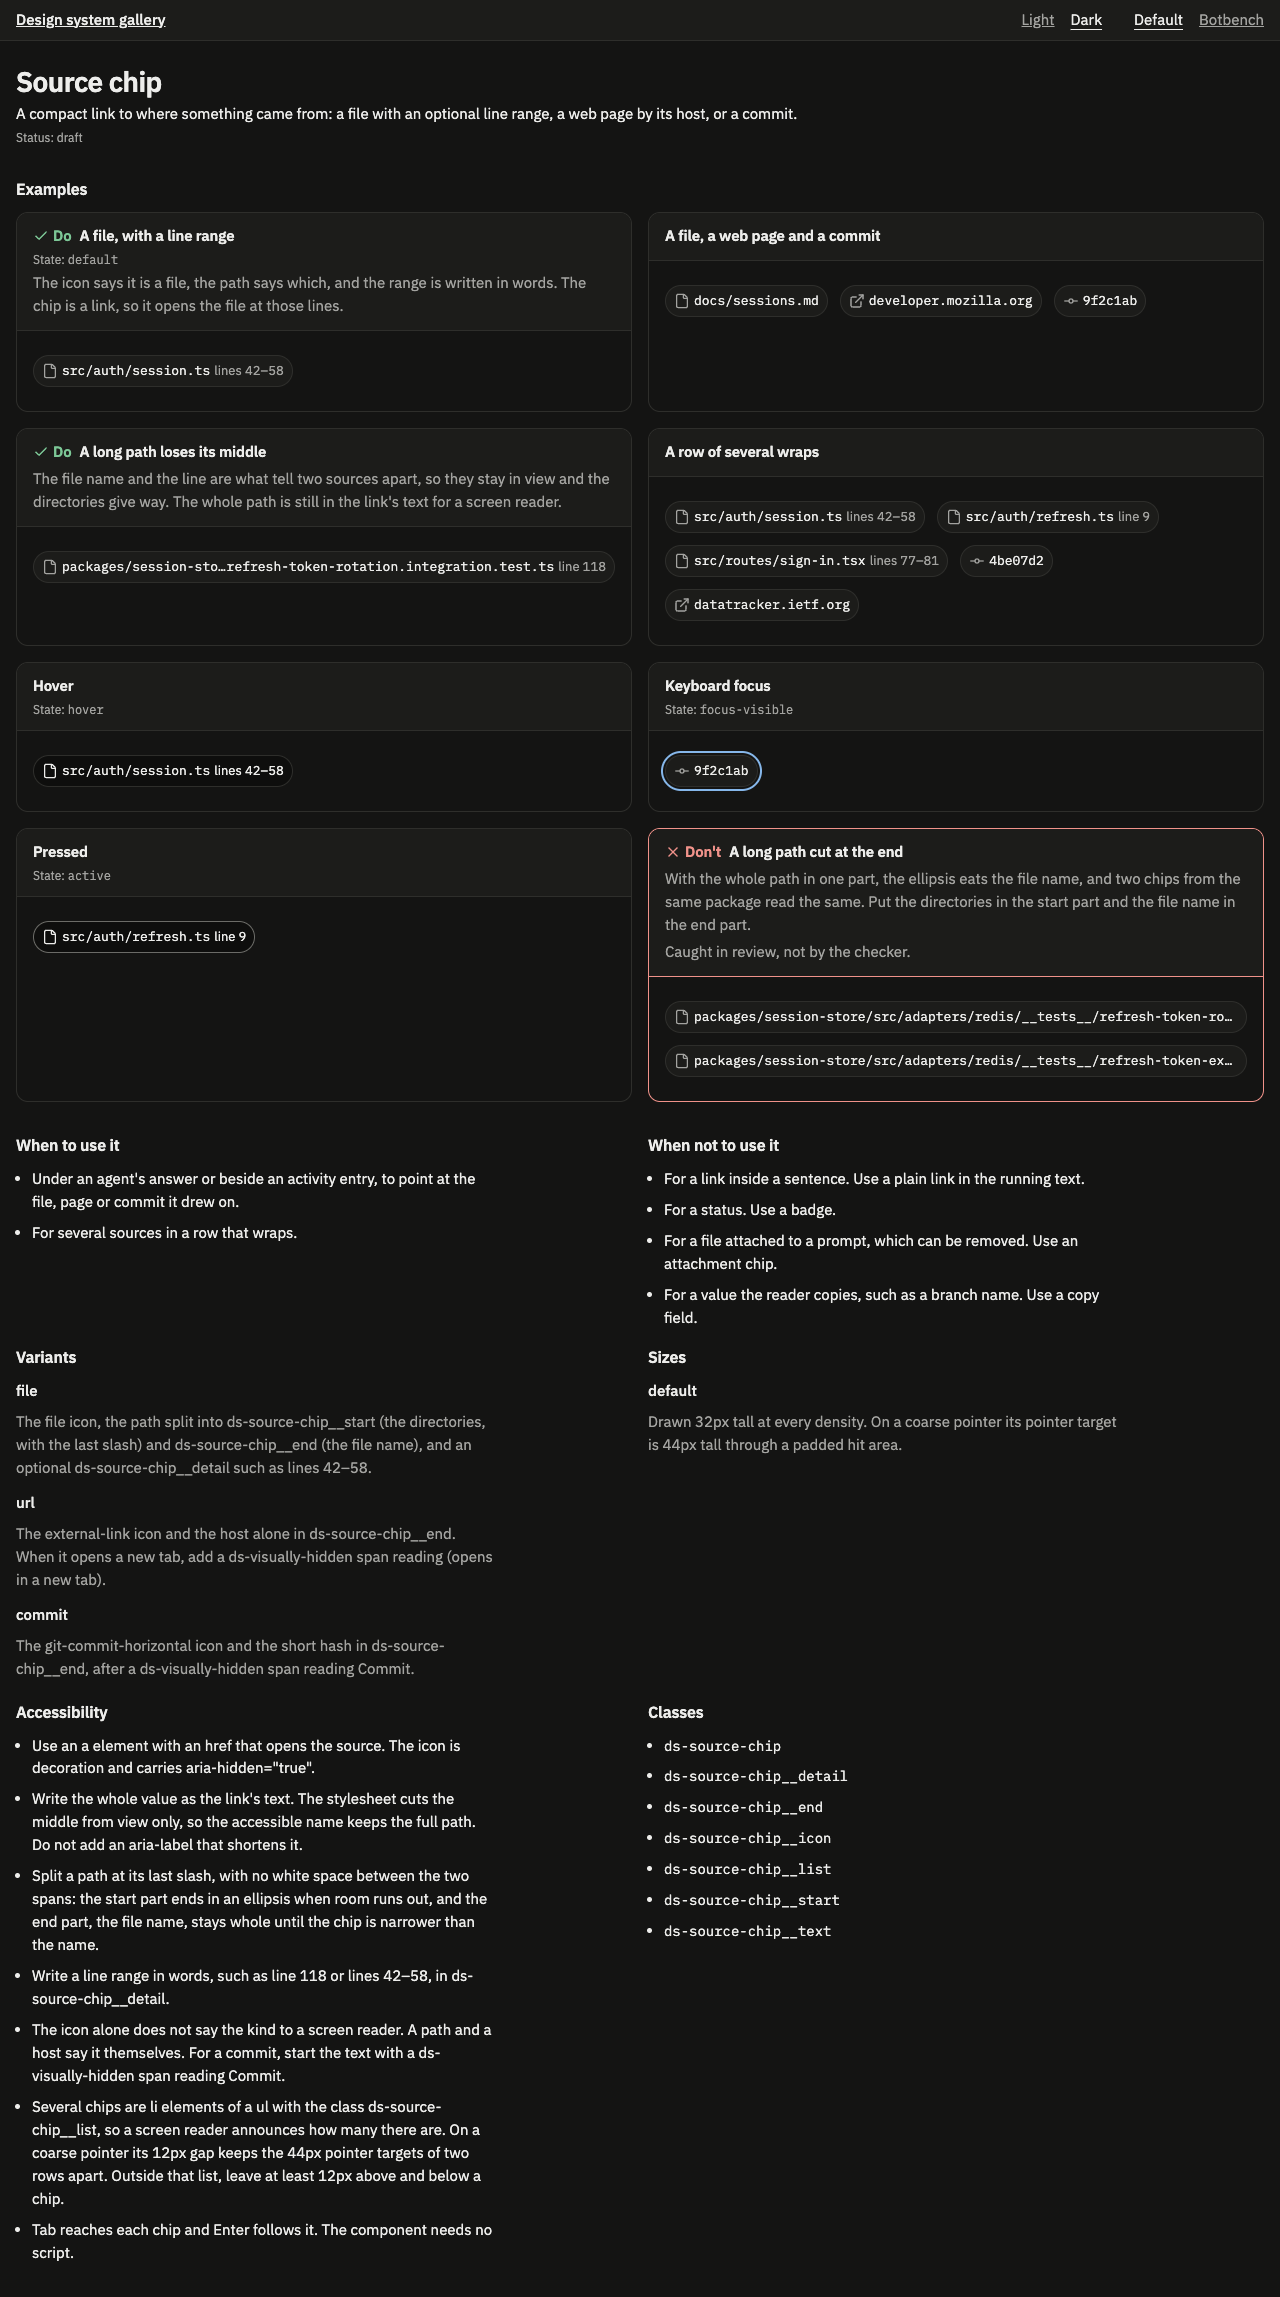 Design system gallery
Light Dark Default Botbench
Source chip
A compact link to where something came from: a file with an optional line range, a web page by its host, or a commit.
Status: draft
Examples
Do A file, with a line range
State: default
The icon says it is a file, the path says which, and the range is written in words. The
chip is a link, so it opens the file at those lines.
src/auth/session.ts lines 42–58
A file, a web page and a commit
docs/sessions.md developer.mozilla.org 9f2c1ab
Do A long path loses its middle
The file name and the line are what tell two sources apart, so they stay in view and the
directories give way. The whole path is still in the link's text for a screen reader.
packages/session-sto…refresh-token-rotation.integration.test.ts line 118
A row of several wraps
src/auth/session.ts lines 42–58 src/auth/refresh.ts line 9
src/routes/sign-in.tsx lines 77–81 4be07d2
datatracker.ietf.org
Hover
State: hover
src/auth/session.ts lines 42–58
Keyboard focus
State: focus-visible
9f2c1ab
Pressed
State: active
src/auth/refresh.ts line 9
Don't A long path cut at the end
With the whole path in one part, the ellipsis eats the file name, and two chips from the
same package read the same. Put the directories in the start part and the file name in
the end part.
Caught in review, not by the checker.
packages/session-store/src/adapters/redis/__tests__/refresh-token-ro…
packages/session-store/src/adapters/redis/__tests__/refresh-token-ex…
When to use it
Under an agent's answer or beside an activity entry, to point at the
file, page or commit it drew on.
For several sources in a row that wraps.
When not to use it
For a link inside a sentence. Use a plain link in the running text.
For a status. Use a badge.
For a file attached to a prompt, which can be removed. Use an
attachment chip.
For a value the reader copies, such as a branch name. Use a copy
field.
Variants
file
The file icon, the path split into ds-source-chip__start (the directories,
with the last slash) and ds-source-chip__end (the file name), and an
optional ds-source-chip__detail such as lines 42–58.
url
The external-link icon and the host alone in ds-source-chip__end.
When it opens a new tab, add a ds-visually-hidden span reading (opens
in a new tab).
commit
The git-commit-horizontal icon and the short hash in ds-source-
chip__end, after a ds-visually-hidden span reading Commit.
Sizes
default
Drawn 32px tall at every density. On a coarse pointer its pointer target
is 44px tall through a padded hit area.
Accessibility
Use an a element with an href that opens the source. The icon is
decoration and carries aria-hidden="true".
Write the whole value as the link's text. The stylesheet cuts the
middle from view only, so the accessible name keeps the full path.
Do not add an aria-label that shortens it.
Split a path at its last slash, with no white space between the two
spans: the start part ends in an ellipsis when room runs out, and the
end part, the file name, stays whole until the chip is narrower than
the name.
Write a line range in words, such as line 118 or lines 42–58, in ds-
source-chip__detail.
The icon alone does not say the kind to a screen reader. A path and a
host say it themselves. For a commit, start the text with a ds-
visually-hidden span reading Commit.
Several chips are li elements of a ul with the class ds-source-
chip__list, so a screen reader announces how many there are. On a
coarse pointer its 12px gap keeps the 44px pointer targets of two
rows apart. Outside that list, leave at least 12px above and below a
chip.
Tab reaches each chip and Enter follows it. The component needs no
script.
Classes
ds-source-chip
ds-source-chip__detail
ds-source-chip__end
ds-source-chip__icon
ds-source-chip__list
ds-source-chip__start
ds-source-chip__text